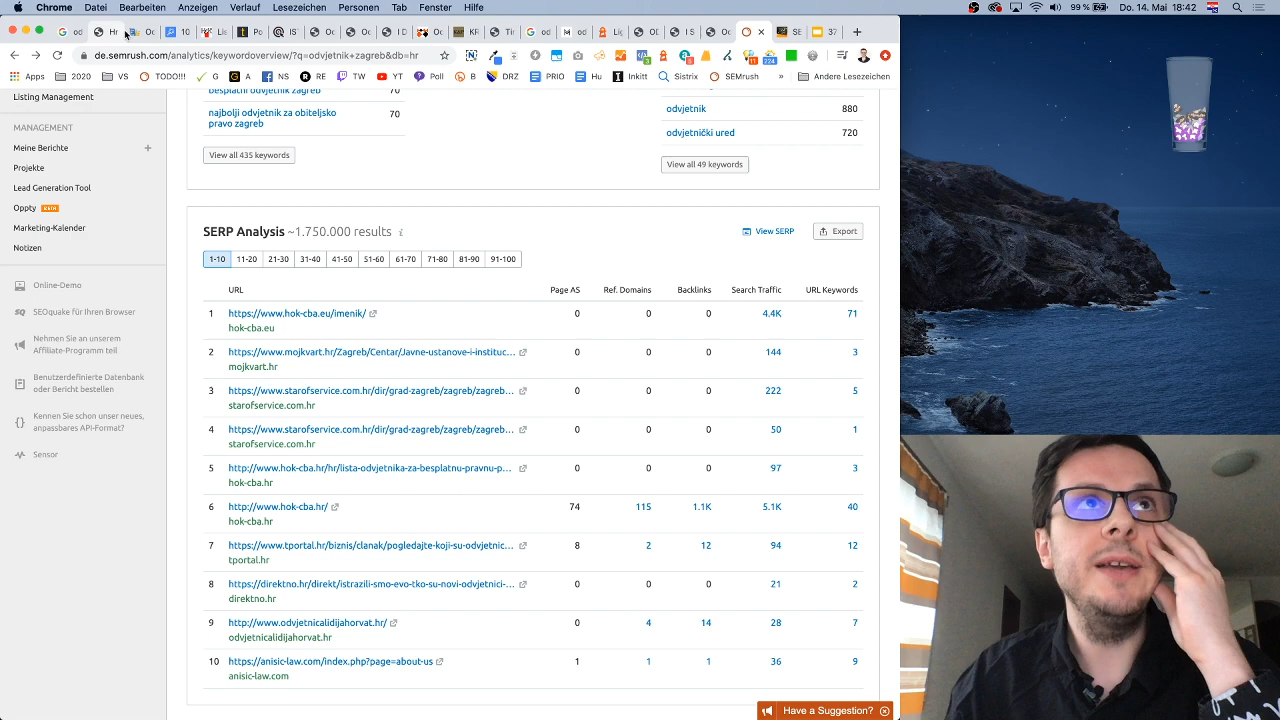 Chrome Datei Bearbeiten Anzeigen Verlauf Lesezeichen Personen Tab Fenster Hilfe 99 % Do. 14. Mai 18:42
de.semrush.com/analytics/keywordoverview/?q=odvjetnik+zagreb&db=hr
Apps 2020 VS TODO!!! G A NS RE TW YT Poll B DRZ PRIO Hu Inkitt Sistrix SEMrush » Andere Lesezeichen
Listing Management
MANAGEMENT
Meine Berichte +
Projekte
Lead Generation Tool
Oppty
Marketing-Kalender
Notizen
Online-Demo
SEOquake für Ihren Browser
Nehmen Sie an unserem
Affiliate-Programm teil
Benutzerdefinierte Datenbank
oder Bericht bestellen
Kennen Sie schon unser neues,
anpassbares API-Format?
Sensor
besplatni odvjetnik zagreb 70
najbolji odvjetnik za obiteljsko
pravo zagreb 70
View all 435 keywords
odvjetnik 880
odvjetnički ured 720
View all 49 keywords
SERP Analysis ~1.750.000 results i
View SERP
Export
1-10 11-20 21-30 31-40 41-50 51-60 61-70 71-80 81-90 91-100
URL Page AS Ref. Domains Backlinks Search Traffic URL Keywords
1 https://www.hok-cba.eu/imenik/ 0 0 0 4.4K 71
hok-cba.eu
2 https://www.mojkvart.hr/Zagreb/Centar/Javne-ustanove-i-instituc... 0 0 0 144 3
mojkvart.hr
3 https://www.starofservice.com.hr/dir/grad-zagreb/zagreb/zagreb... 0 0 0 222 5
starofservice.com.hr
4 https://www.starofservice.com.hr/dir/grad-zagreb/zagreb/zagreb... 0 0 0 50 1
starofservice.com.hr
5 http://www.hok-cba.hr/hr/lista-odvjetnika-za-besplatnu-pravnu-p... 0 0 0 97 3
hok-cba.hr
6 http://www.hok-cba.hr/ 74 115 1.1K 5.1K 40
hok-cba.hr
7 https://www.tportal.hr/biznis/clanak/pogledajte-koji-su-odvjetnic... 8 2 12 94 12
tportal.hr
8 https://direktno.hr/direkt/istrazili-smo-evo-tko-su-novi-odvjetnici-... 0 0 0 21 2
direktno.hr
9 http://www.odvjetnicalidijahorvat.hr/ 0 4 14 28 7
odvjetnicalidijahorvat.hr
10 https://anisic-law.com/index.php?page=about-us 1 1 1 36 9
anisic-law.com
Have a Suggestion?